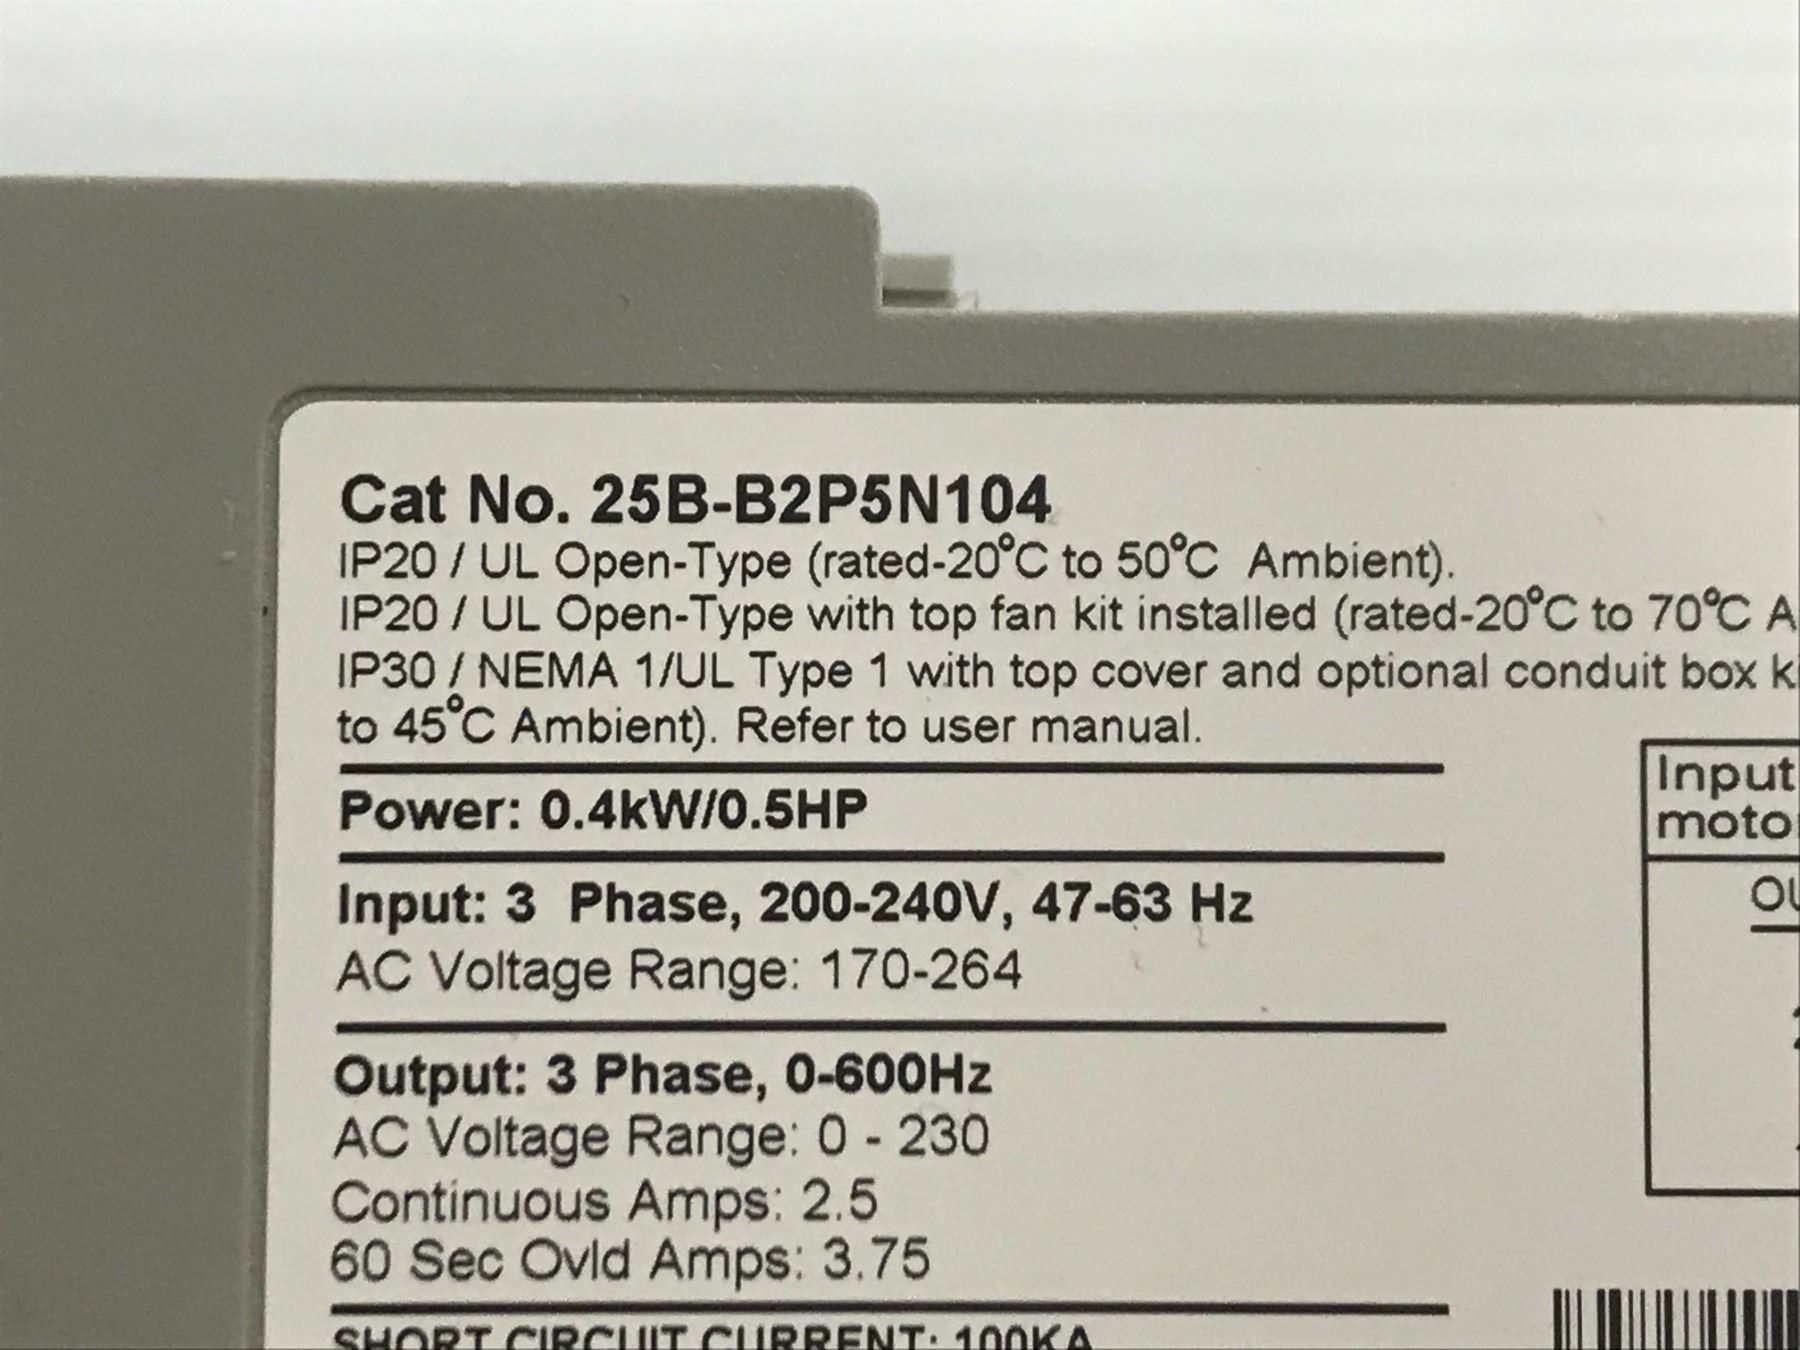 Cat No. 25B-B2P5N104
IP20 / UL Open-Type (rated-20°C to 50°C Ambient).
IP20 / UL Open-Type with top fan kit installed (rated-20°C to 70°C A
IP30 / NEMA 1/UL Type 1 with top cover and optional conduit box k
to 45°C Ambient). Refer to user manual.
Power: 0.4kW/0.5HP
Input: 3 Phase, 200-240V, 47-63 Hz
AC Voltage Range: 170-264
Output: 3 Phase, 0-600Hz
AC Voltage Range: 0 - 230
Continuous Amps: 2.5
60 Sec Ovld Amps: 3.75
SHORT CIRCUIT CURRENT: 100KA
Input
moto
OU